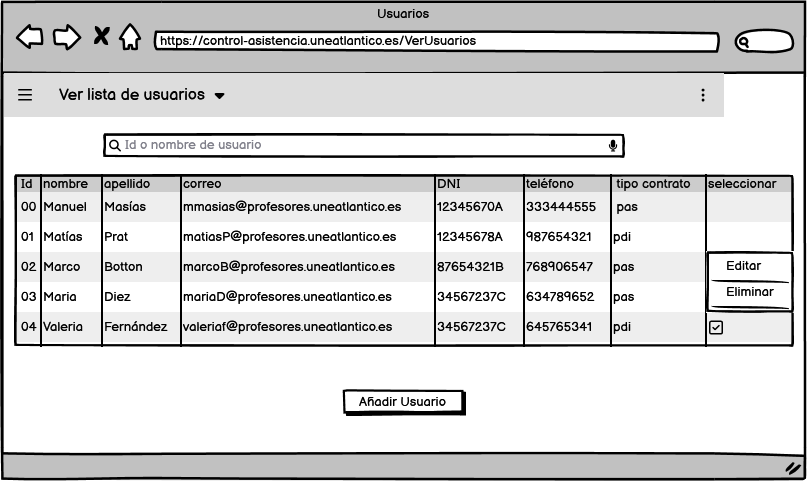 Usuarios
https://control-asistencia.uneatlantico.es/VerUsuarios
Ver lista de usuarios
Id o nombre de usuario
Id nombre apellido correo DNI teléfono tipo contrato seleccionar
00 Manuel Masías mmasias@profesores.uneatlantico.es 12345670A 333444555 pas
01 Matías Prat matiasP@profesores.uneatlantico.es 12345678A 987654321 pdi
02 Marco Botton marcoB@profesores.uneatlantico.es 87654321B 768906547 pas Editar
03 Maria Diez mariaD@profesores.uneatlantico.es 34567237C 634789652 pas Eliminar
04 Valeria Fernández valeriaf@profesores.uneatlantico.es 34567237C 645765341 pdi
Añadir Usuario